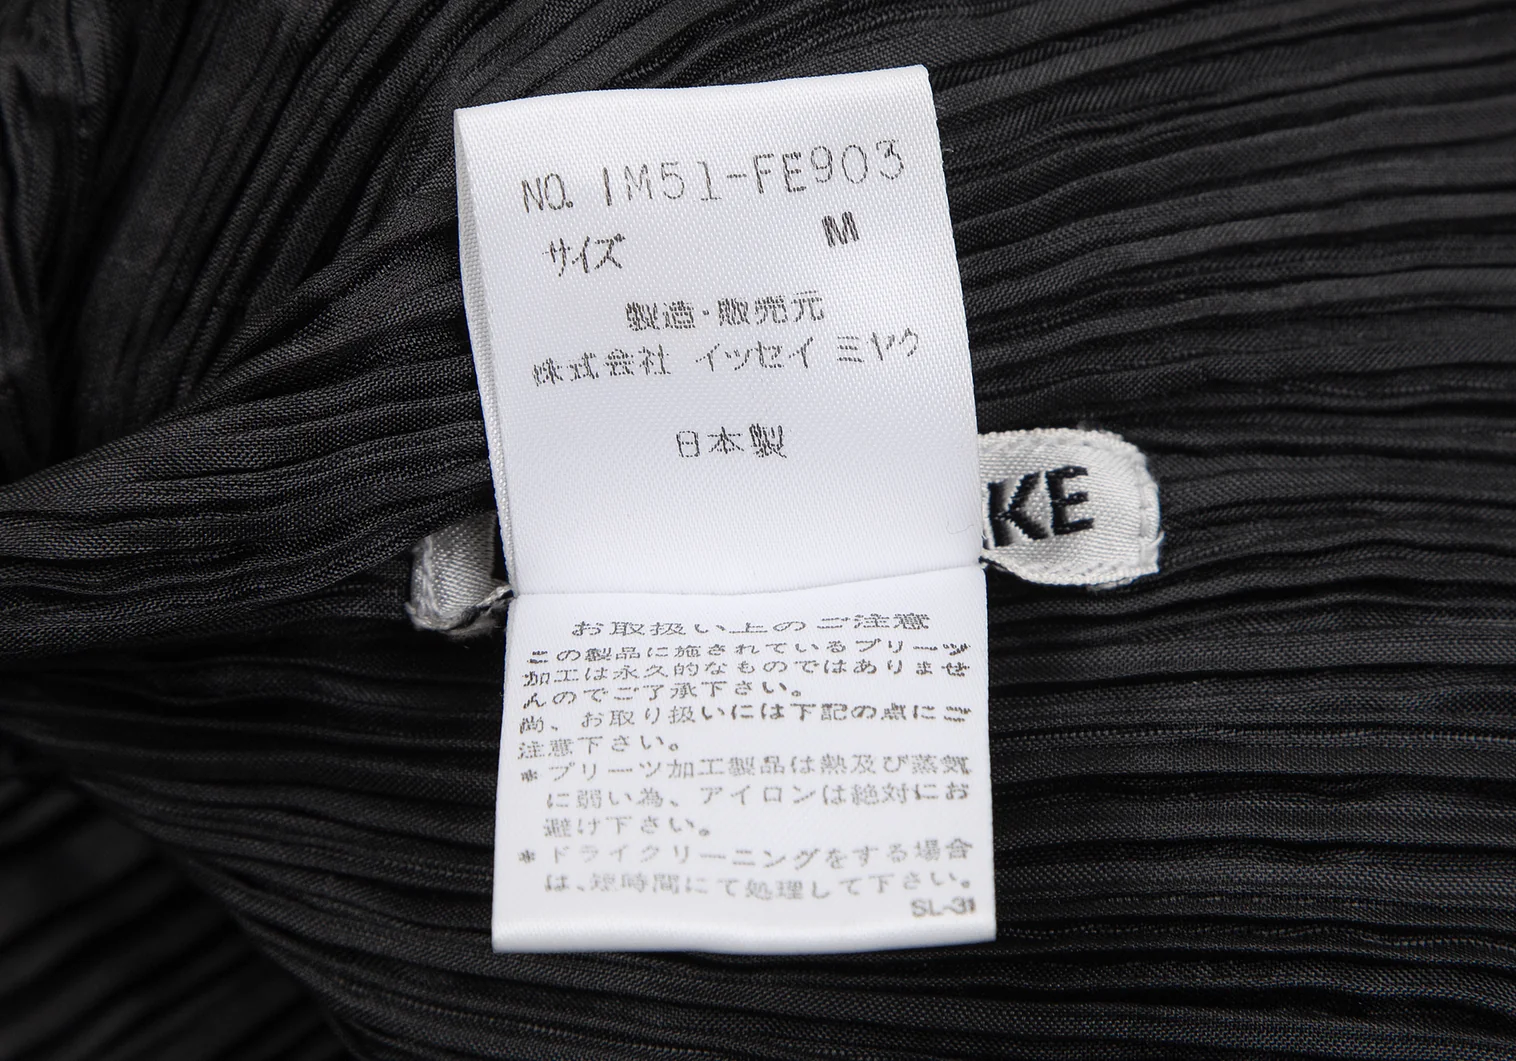 NO. IM51-FE903
サイズ M
製造・販売元
株式会社 イッセイ ミヤケ
日本製
KE
お取扱い上のご注意
この製品に施されているプリーツ
加工は永久的なものではありませ
んのでご了承下さい。
尚、お取り扱いには下記の点にご
注意下さい。
* プリーツ加工製品は熱及び蒸気
に弱い為、アイロンは絶対にお
避け下さい。
* ドライクリーニングをする場合
は、短時間にて処理して下さい。
SL-31